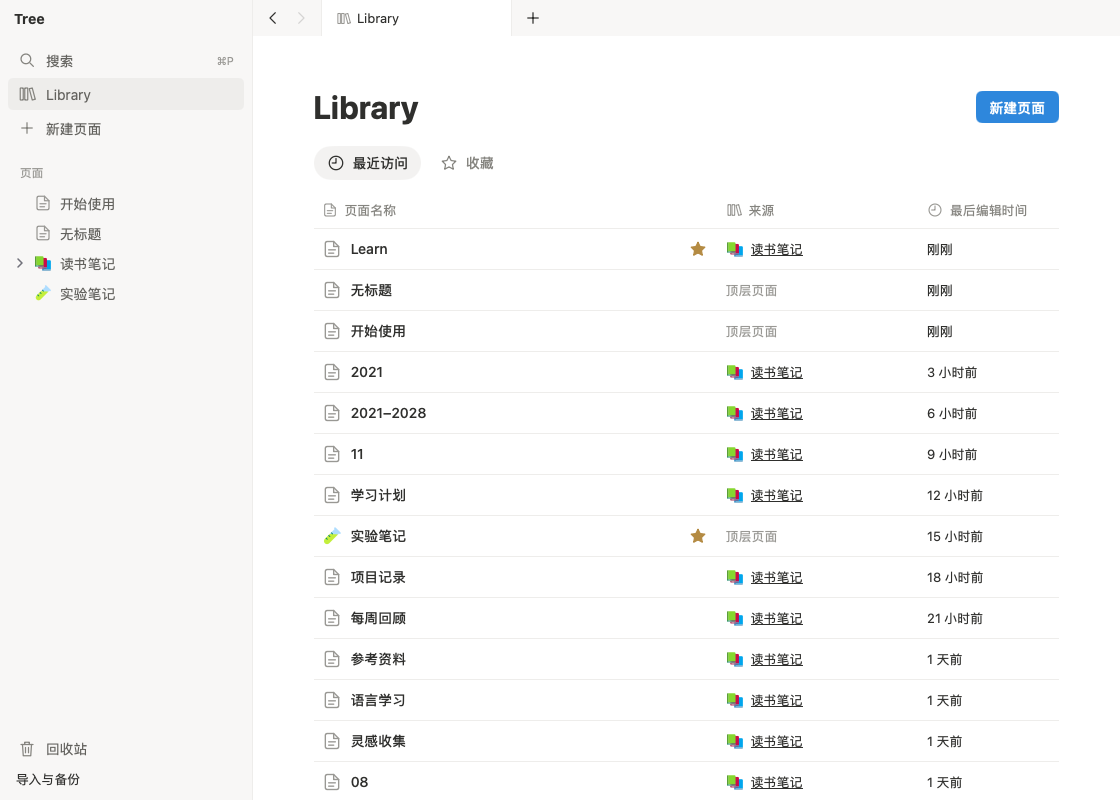 Tree
搜索 ⌘P
Library
新建页面
页面
开始使用
无标题
读书笔记
实验笔记
回收站
导入与备份
Library
Library
新建页面
最近访问 收藏
页面名称 来源 最后编辑时间
Learn 读书笔记 刚刚
无标题 顶层页面 刚刚
开始使用 顶层页面 刚刚
2021 读书笔记 3 小时前
2021–2028 读书笔记 6 小时前
11 读书笔记 9 小时前
学习计划 读书笔记 12 小时前
实验笔记 顶层页面 15 小时前
项目记录 读书笔记 18 小时前
每周回顾 读书笔记 21 小时前
参考资料 读书笔记 1 天前
语言学习 读书笔记 1 天前
灵感收集 读书笔记 1 天前
08 读书笔记 1 天前